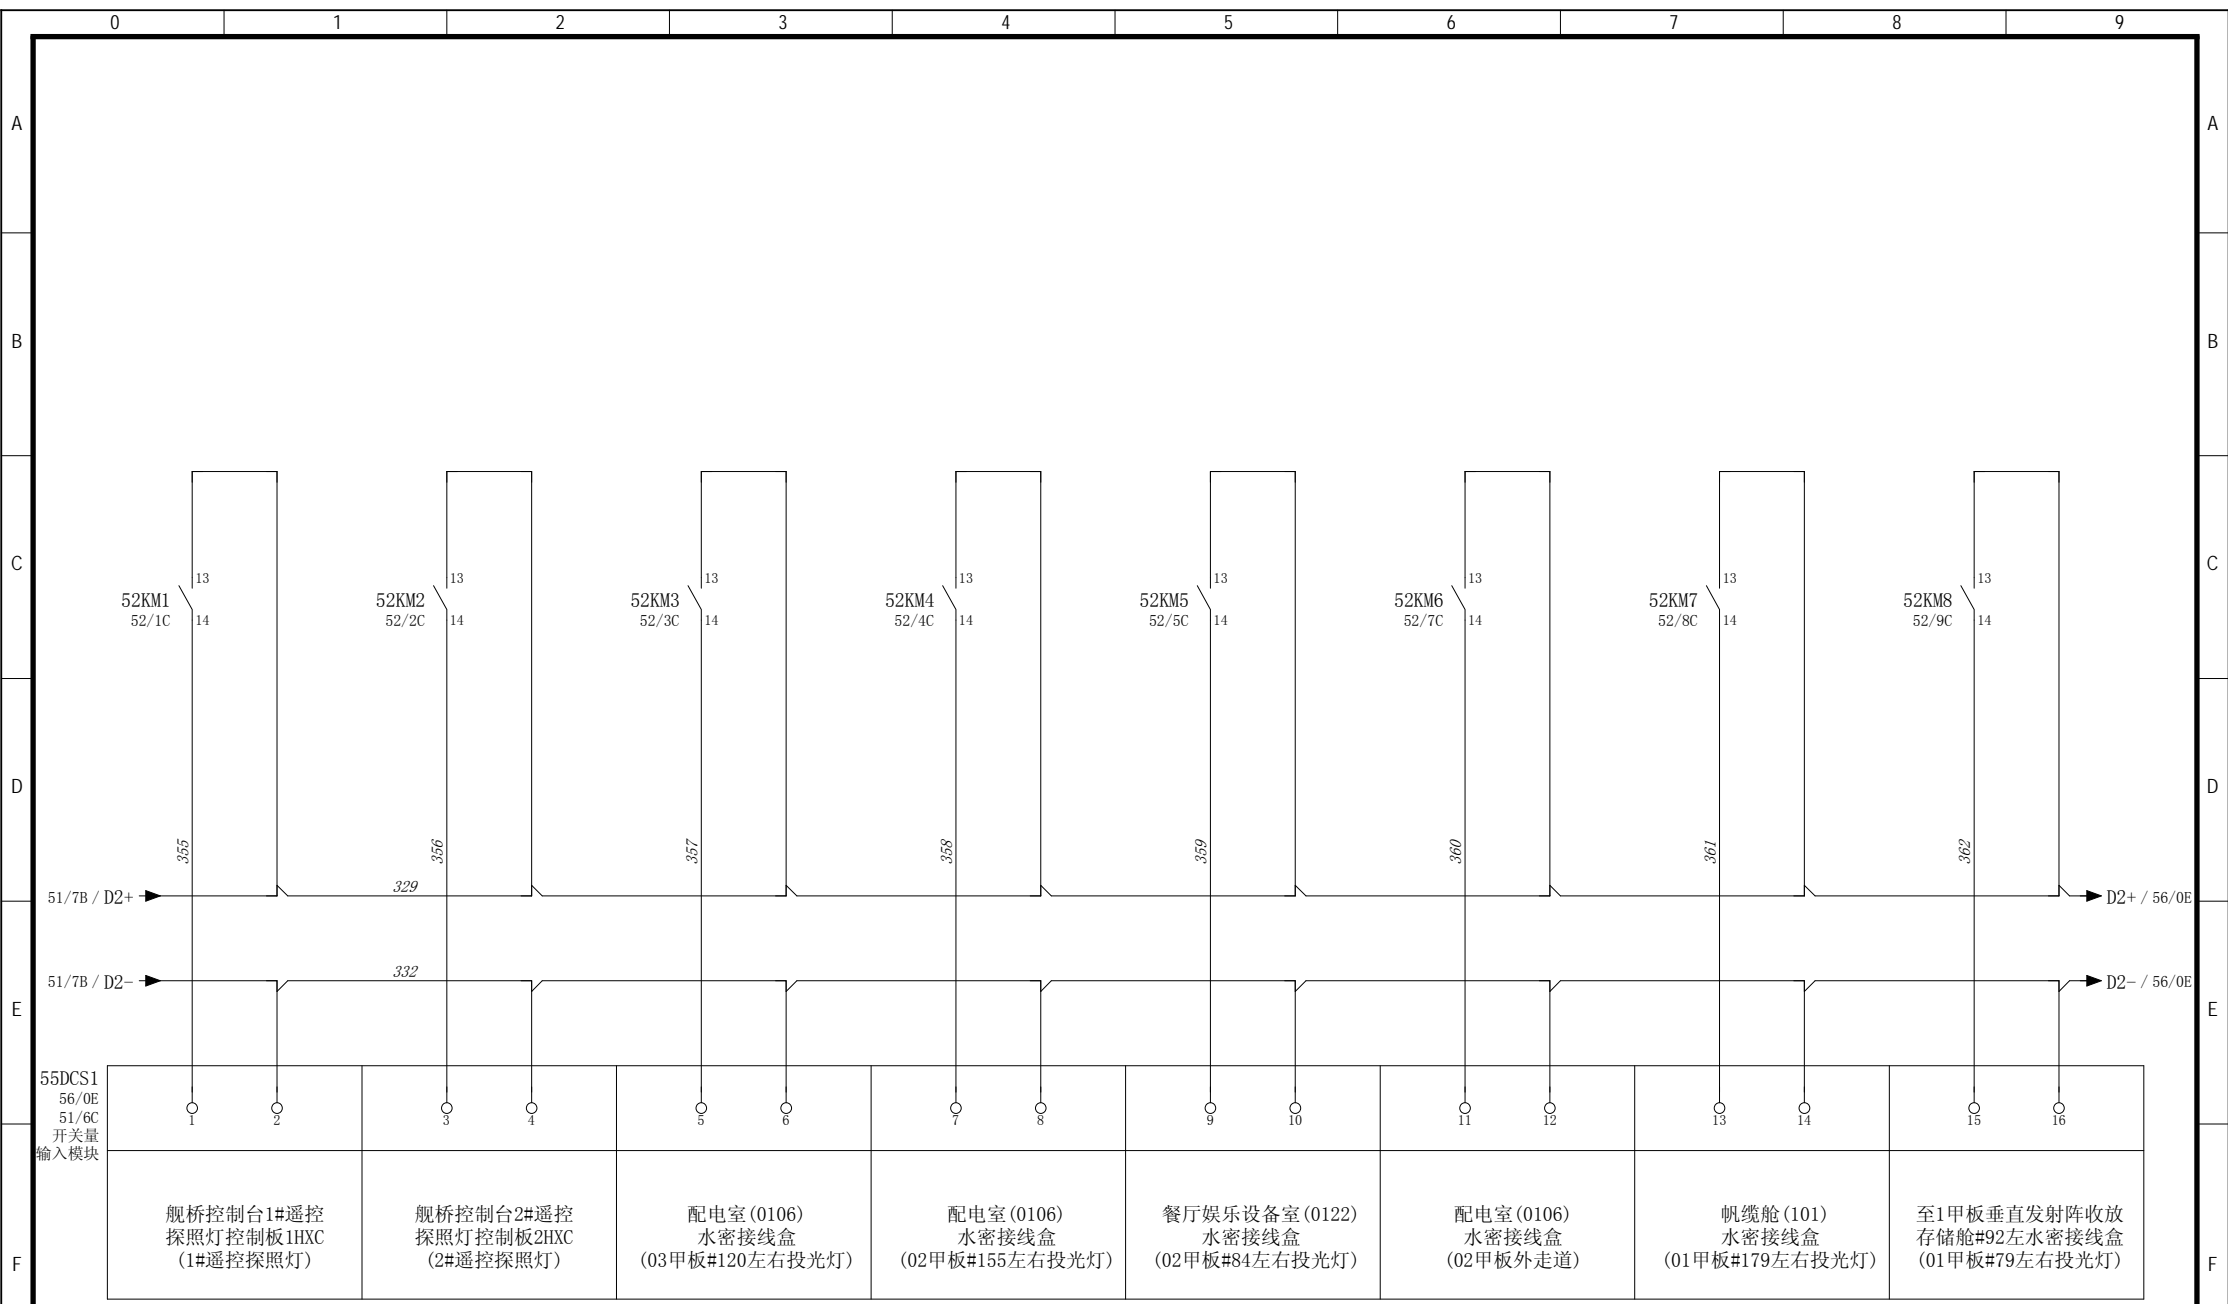 0 1 2 3 4 5 6 7 8 9
A A
B B
C C
13 13 13 13 13 13 13 13
52KM1 52KM2 52KM3 52KM4 52KM5 52KM6 52KM7 52KM8
52/1C 14 52/2C 14 52/3C 14 52/4C 14 52/5C 14 52/7C 14 52/8C 14 52/9C 14
D D
355 356 357 358 359 360 361 362
329
51/7B / D2+ D2+ / 56/0E
332
51/7B / D2- D2- / 56/0E
E E
55DCS1
56/0E
51/6C
开关量
输入模块
1 2 3 4 5 6 7 8 9 10 11 12 13 14 15 16
舰桥控制台1#遥控
探照灯控制板1HXC
(1#遥控探照灯)
舰桥控制台2#遥控
探照灯控制板2HXC
(2#遥控探照灯)
配电室(0106)
水密接线盒
(03甲板#120左右投光灯)
配电室(0106)
水密接线盒
(02甲板#155左右投光灯)
餐厅娱乐设备室(0122)
水密接线盒
(02甲板#84左右投光灯)
配电室(0106)
水密接线盒
(02甲板外走道)
帆缆舱(101)
水密接线盒
(01甲板#179左右投光灯)
至1甲板垂直发射阵收放
存储舱#92左水密接线盒
(01甲板#79左右投光灯)
F F